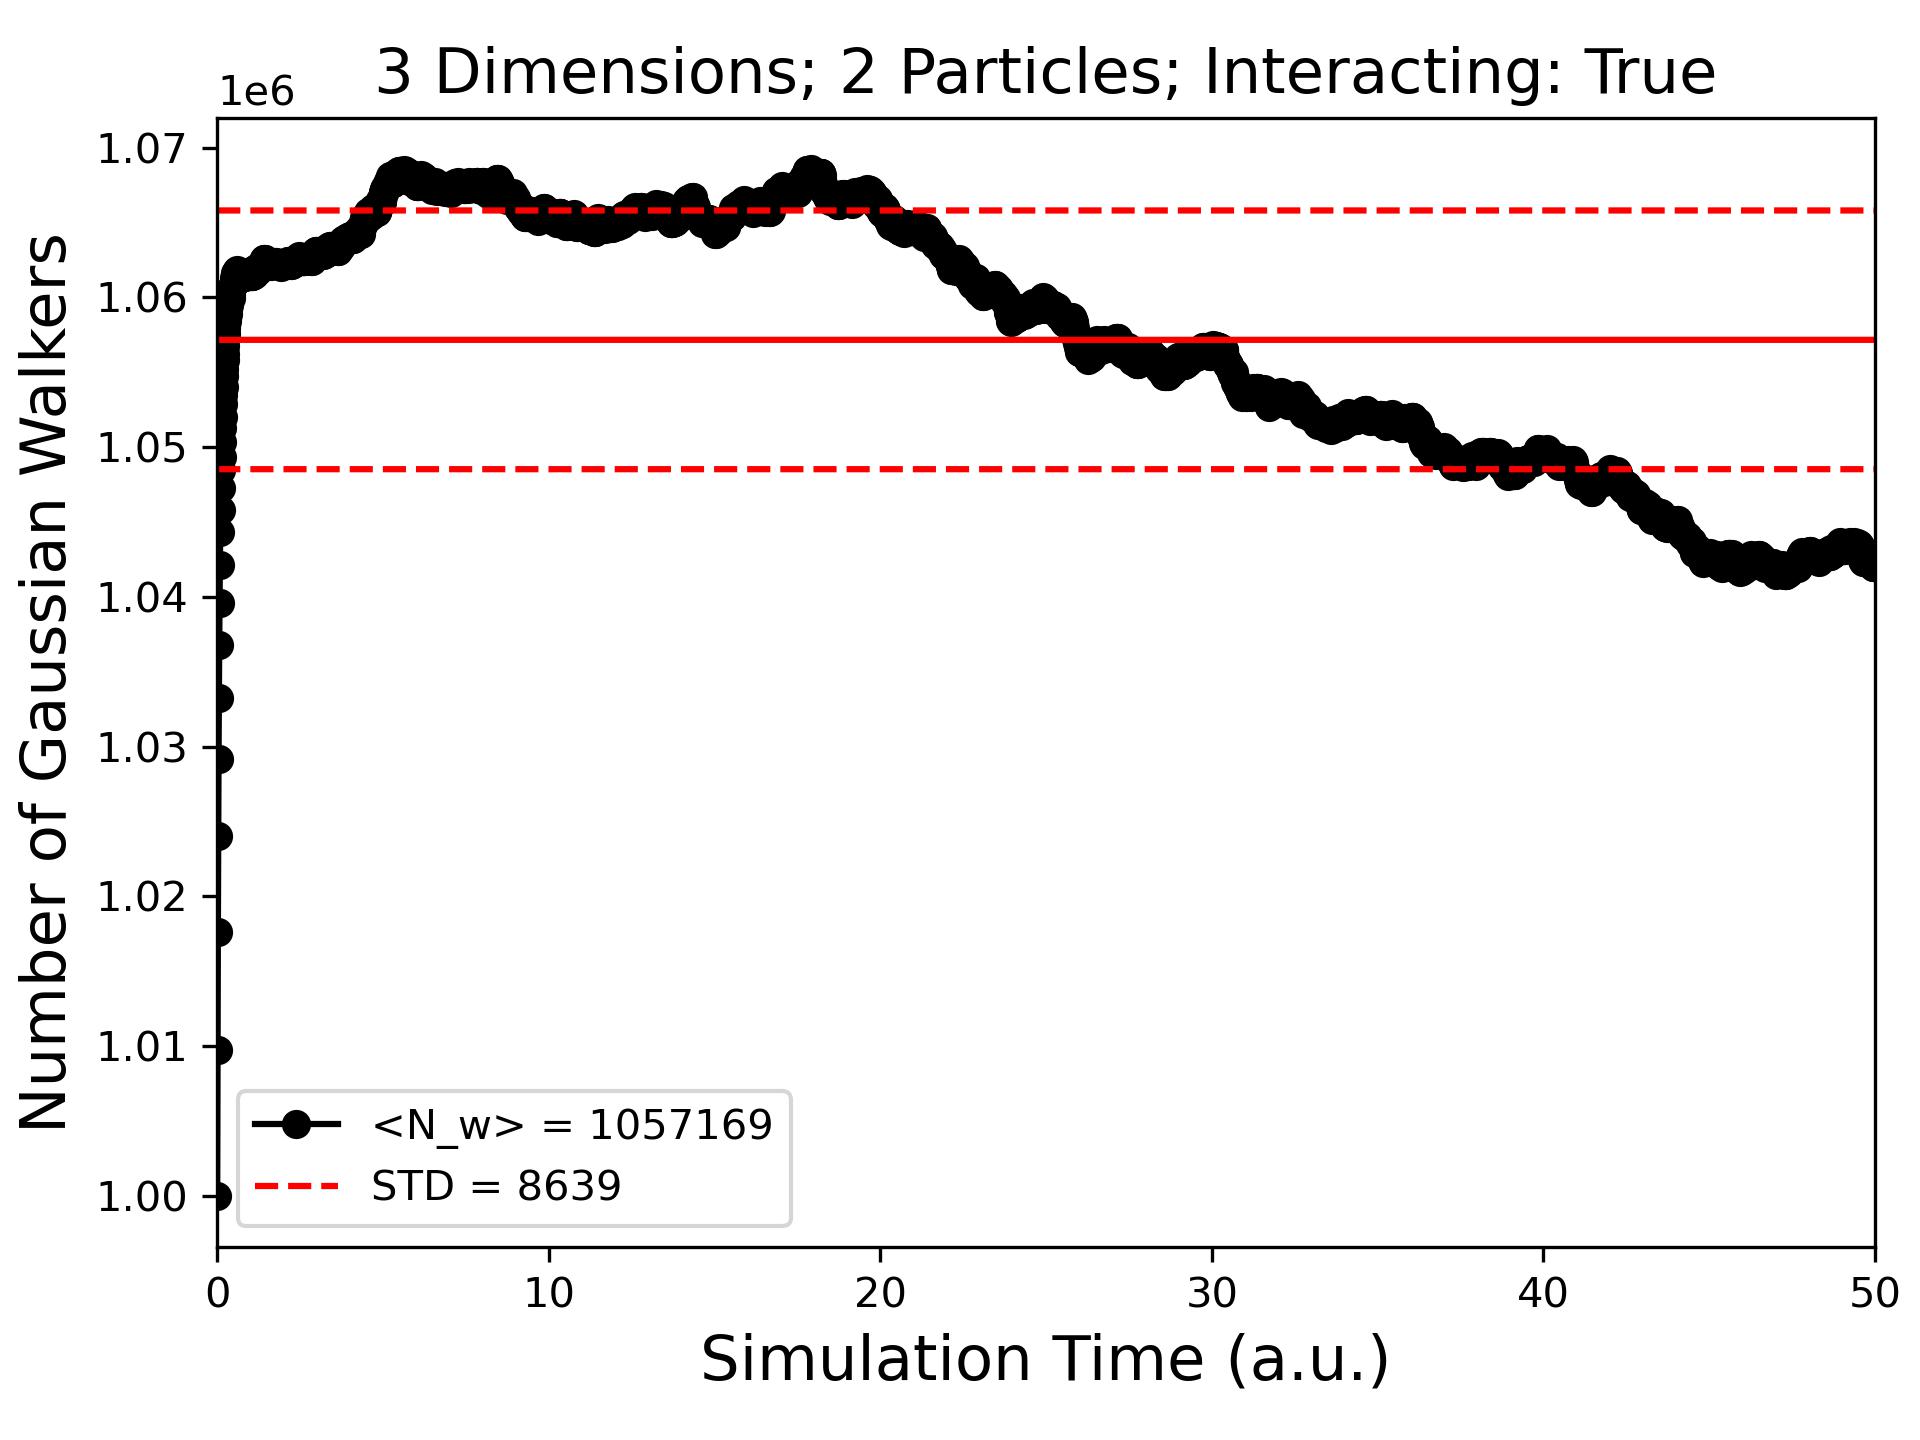 3 Dimensions; 2 Particles; Interacting: True
1e6
1.07
1.06
1.05
1.04
1.03
1.02
1.01
1.00
Number of Gaussian Walkers
<N_w> = 1057169
STD = 8639
0 10 20 30 40 50
Simulation Time (a.u.)